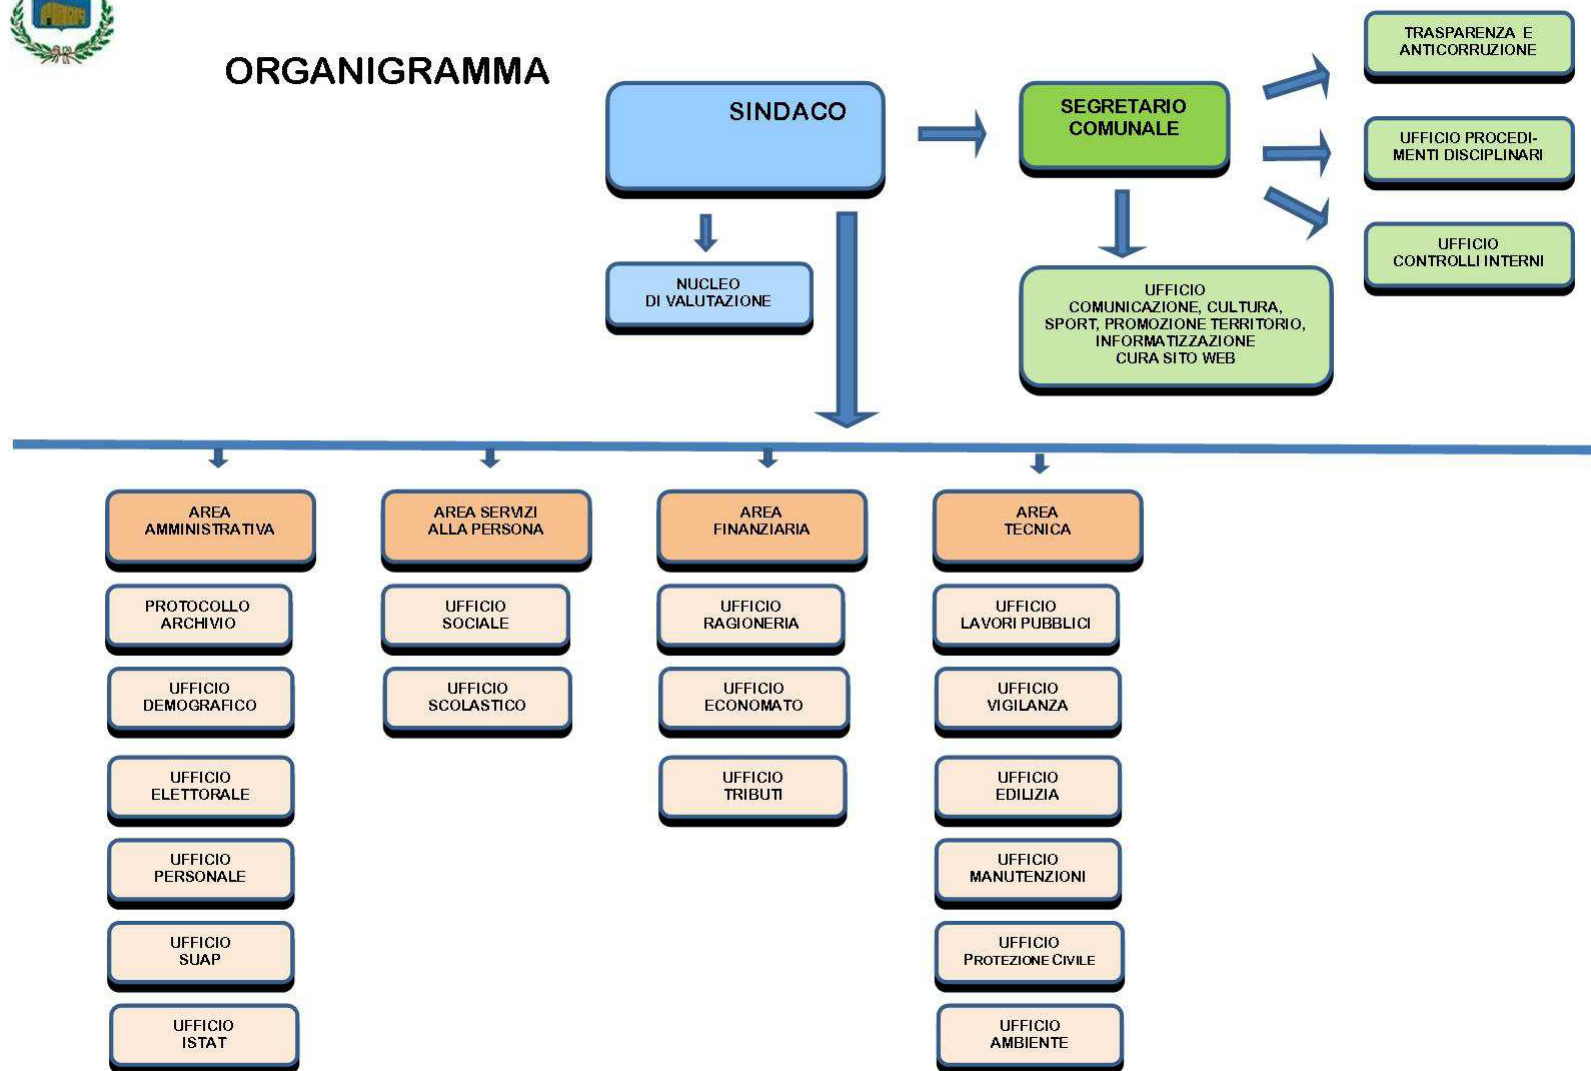 ORGANIGRAMMA
SINDACO
SEGRETARIO
COMUNALE
TRASPARENZA E
ANTICORRUZIONE
UFFICIO PROCEDI-
MENTI DISCIPLINARI
UFFICIO
CONTROLLI INTERNI
NUCLEO
DI VALUTAZIONE
UFFICIO
COMUNICAZIONE, CULTURA,
SPORT, PROMOZIONE TERRITORIO,
INFORMATIZZAZIONE
CURA SITO WEB
AREA
AMMINISTRATIVA
PROTOCOLLO
ARCHIVIO
UFFICIO
DEMOGRAFICO
UFFICIO
ELETTORALE
UFFICIO
PERSONALE
UFFICIO
SUAP
UFFICIO
ISTAT
AREA SERVIZI
ALLA PERSONA
UFFICIO
SOCIALE
UFFICIO
SCOLASTICO
AREA
FINANZIARIA
UFFICIO
RAGIONERIA
UFFICIO
ECONOMATO
UFFICIO
TRIBUTI
AREA
TECNICA
UFFICIO
LAVORI PUBBLICI
UFFICIO
VIGILANZA
UFFICIO
EDILIZIA
UFFICIO
MANUTENZIONI
UFFICIO
PROTEZIONE CIVILE
UFFICIO
AMBIENTE